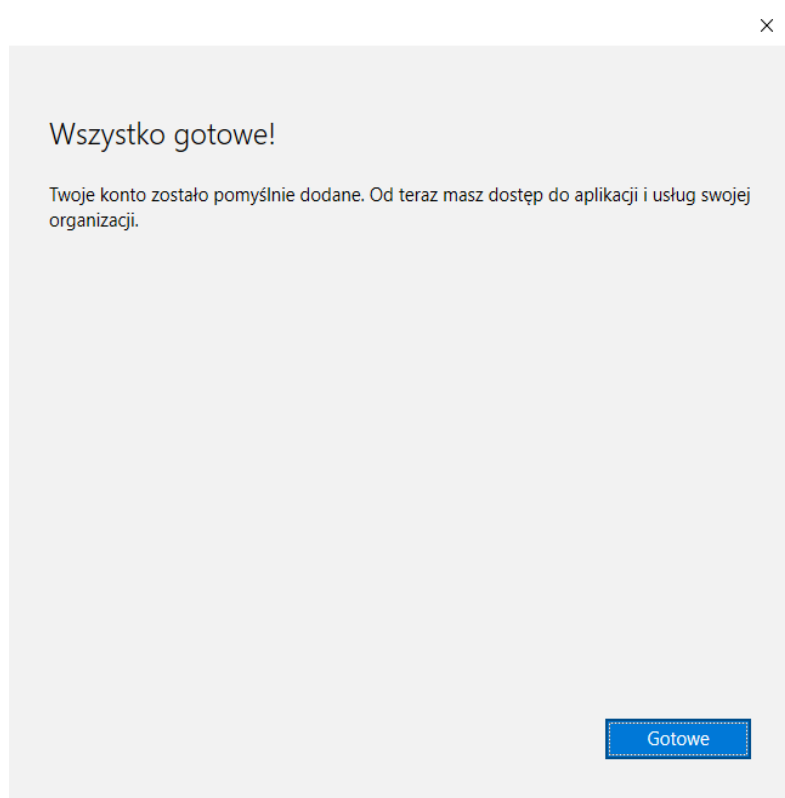 Wszystko gotowe!
Twoje konto zostało pomyślnie dodane. Od teraz masz dostęp do aplikacji i usług swojej
organizacji.
Gotowe